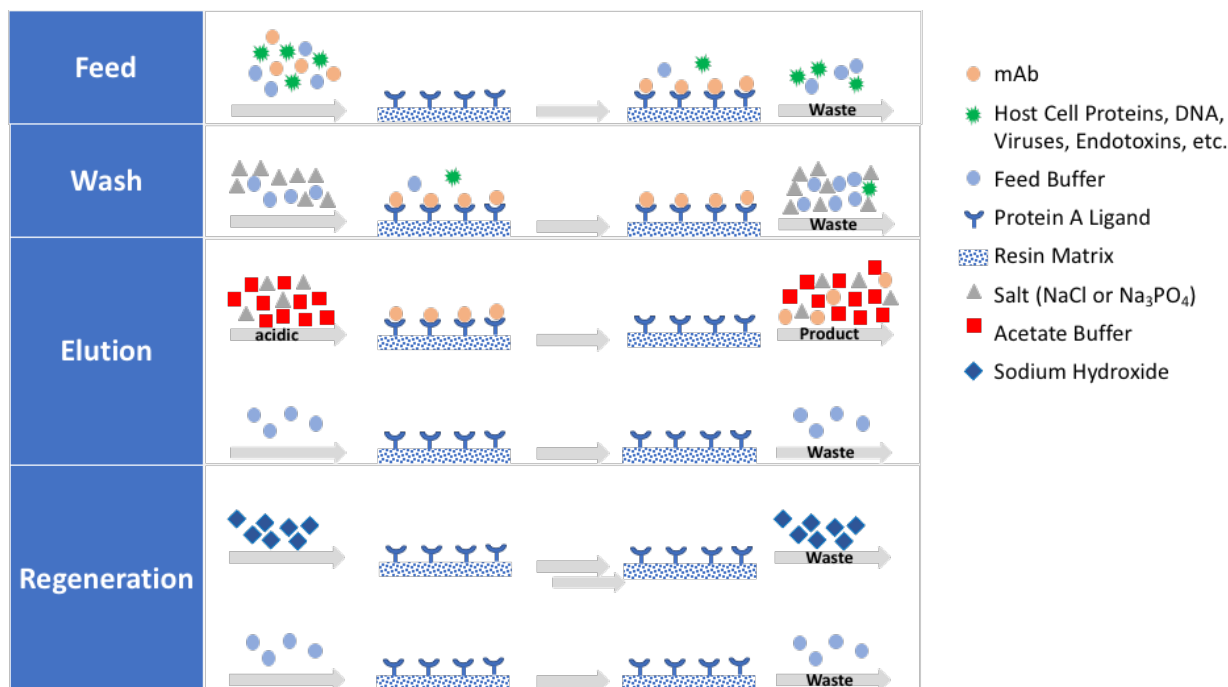 Feed
Waste
Wash
Waste
Elution
acidic
Product
Waste
Regeneration
Waste
Waste
mAb
Host Cell Proteins, DNA,
Viruses, Endotoxins, etc.
Feed Buffer
Protein A Ligand
Resin Matrix
Salt (NaCl or Na₃PO₄)
Acetate Buffer
Sodium Hydroxide